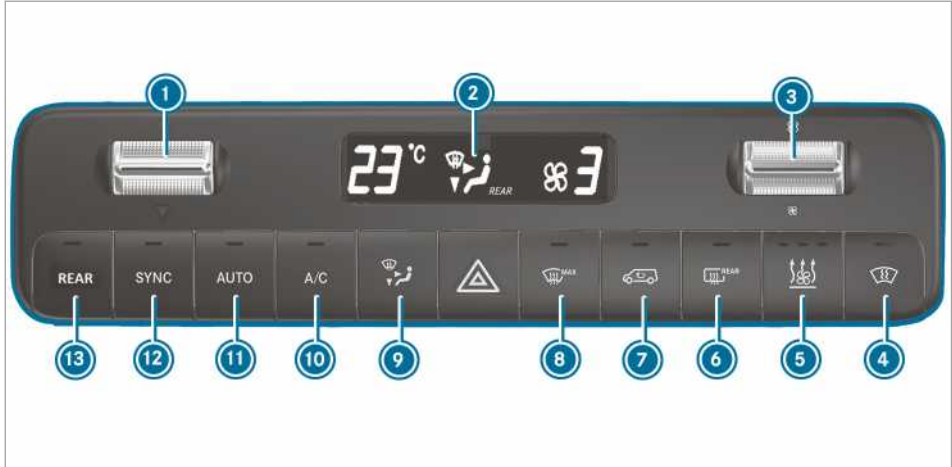 1 2 3
23 °C REAR 3
REAR SYNC AUTO A/C MAX REAR
13 12 11 10 9 8 7 6 5 4